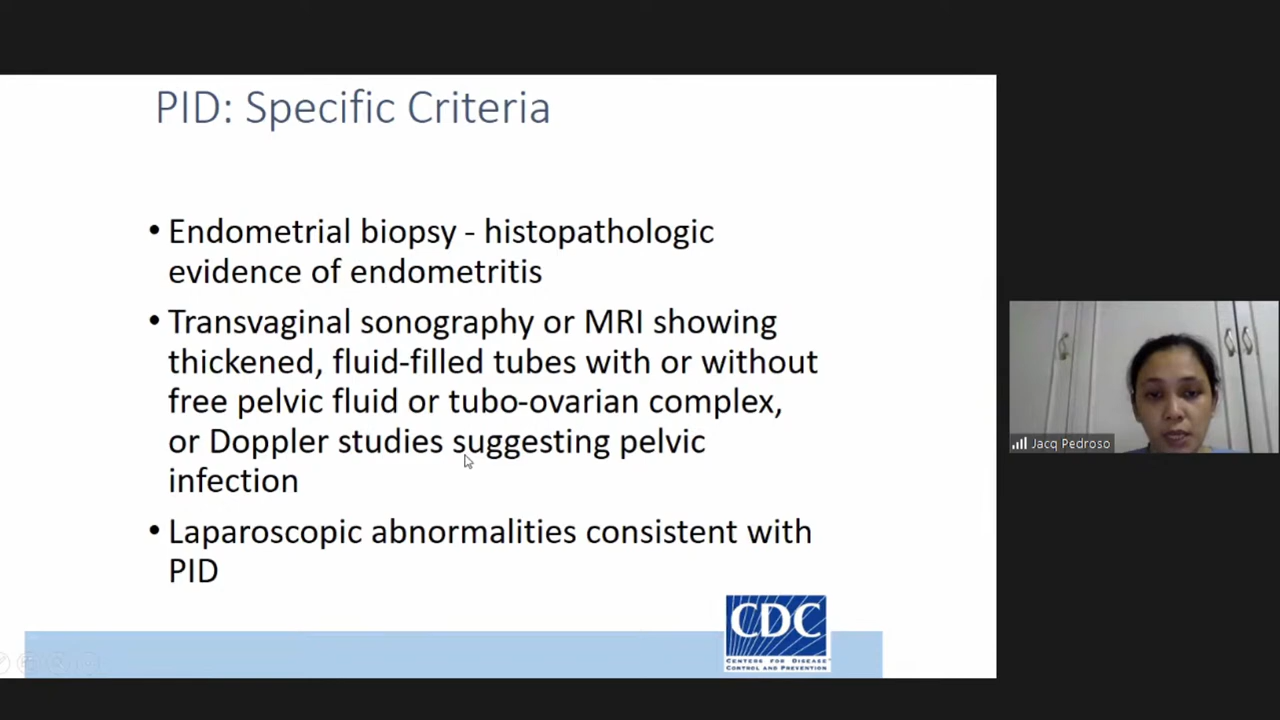 PID: Specific Criteria
• Endometrial biopsy - histopathologic
evidence of endometritis
• Transvaginal sonography or MRI showing
thickened, fluid-filled tubes with or without
free pelvic fluid or tubo-ovarian complex,
or Doppler studies suggesting pelvic
infection
• Laparoscopic abnormalities consistent with
PID
CDC
CENTERS FOR DISEASE
CONTROL AND PREVENTION
Jacq Pedroso